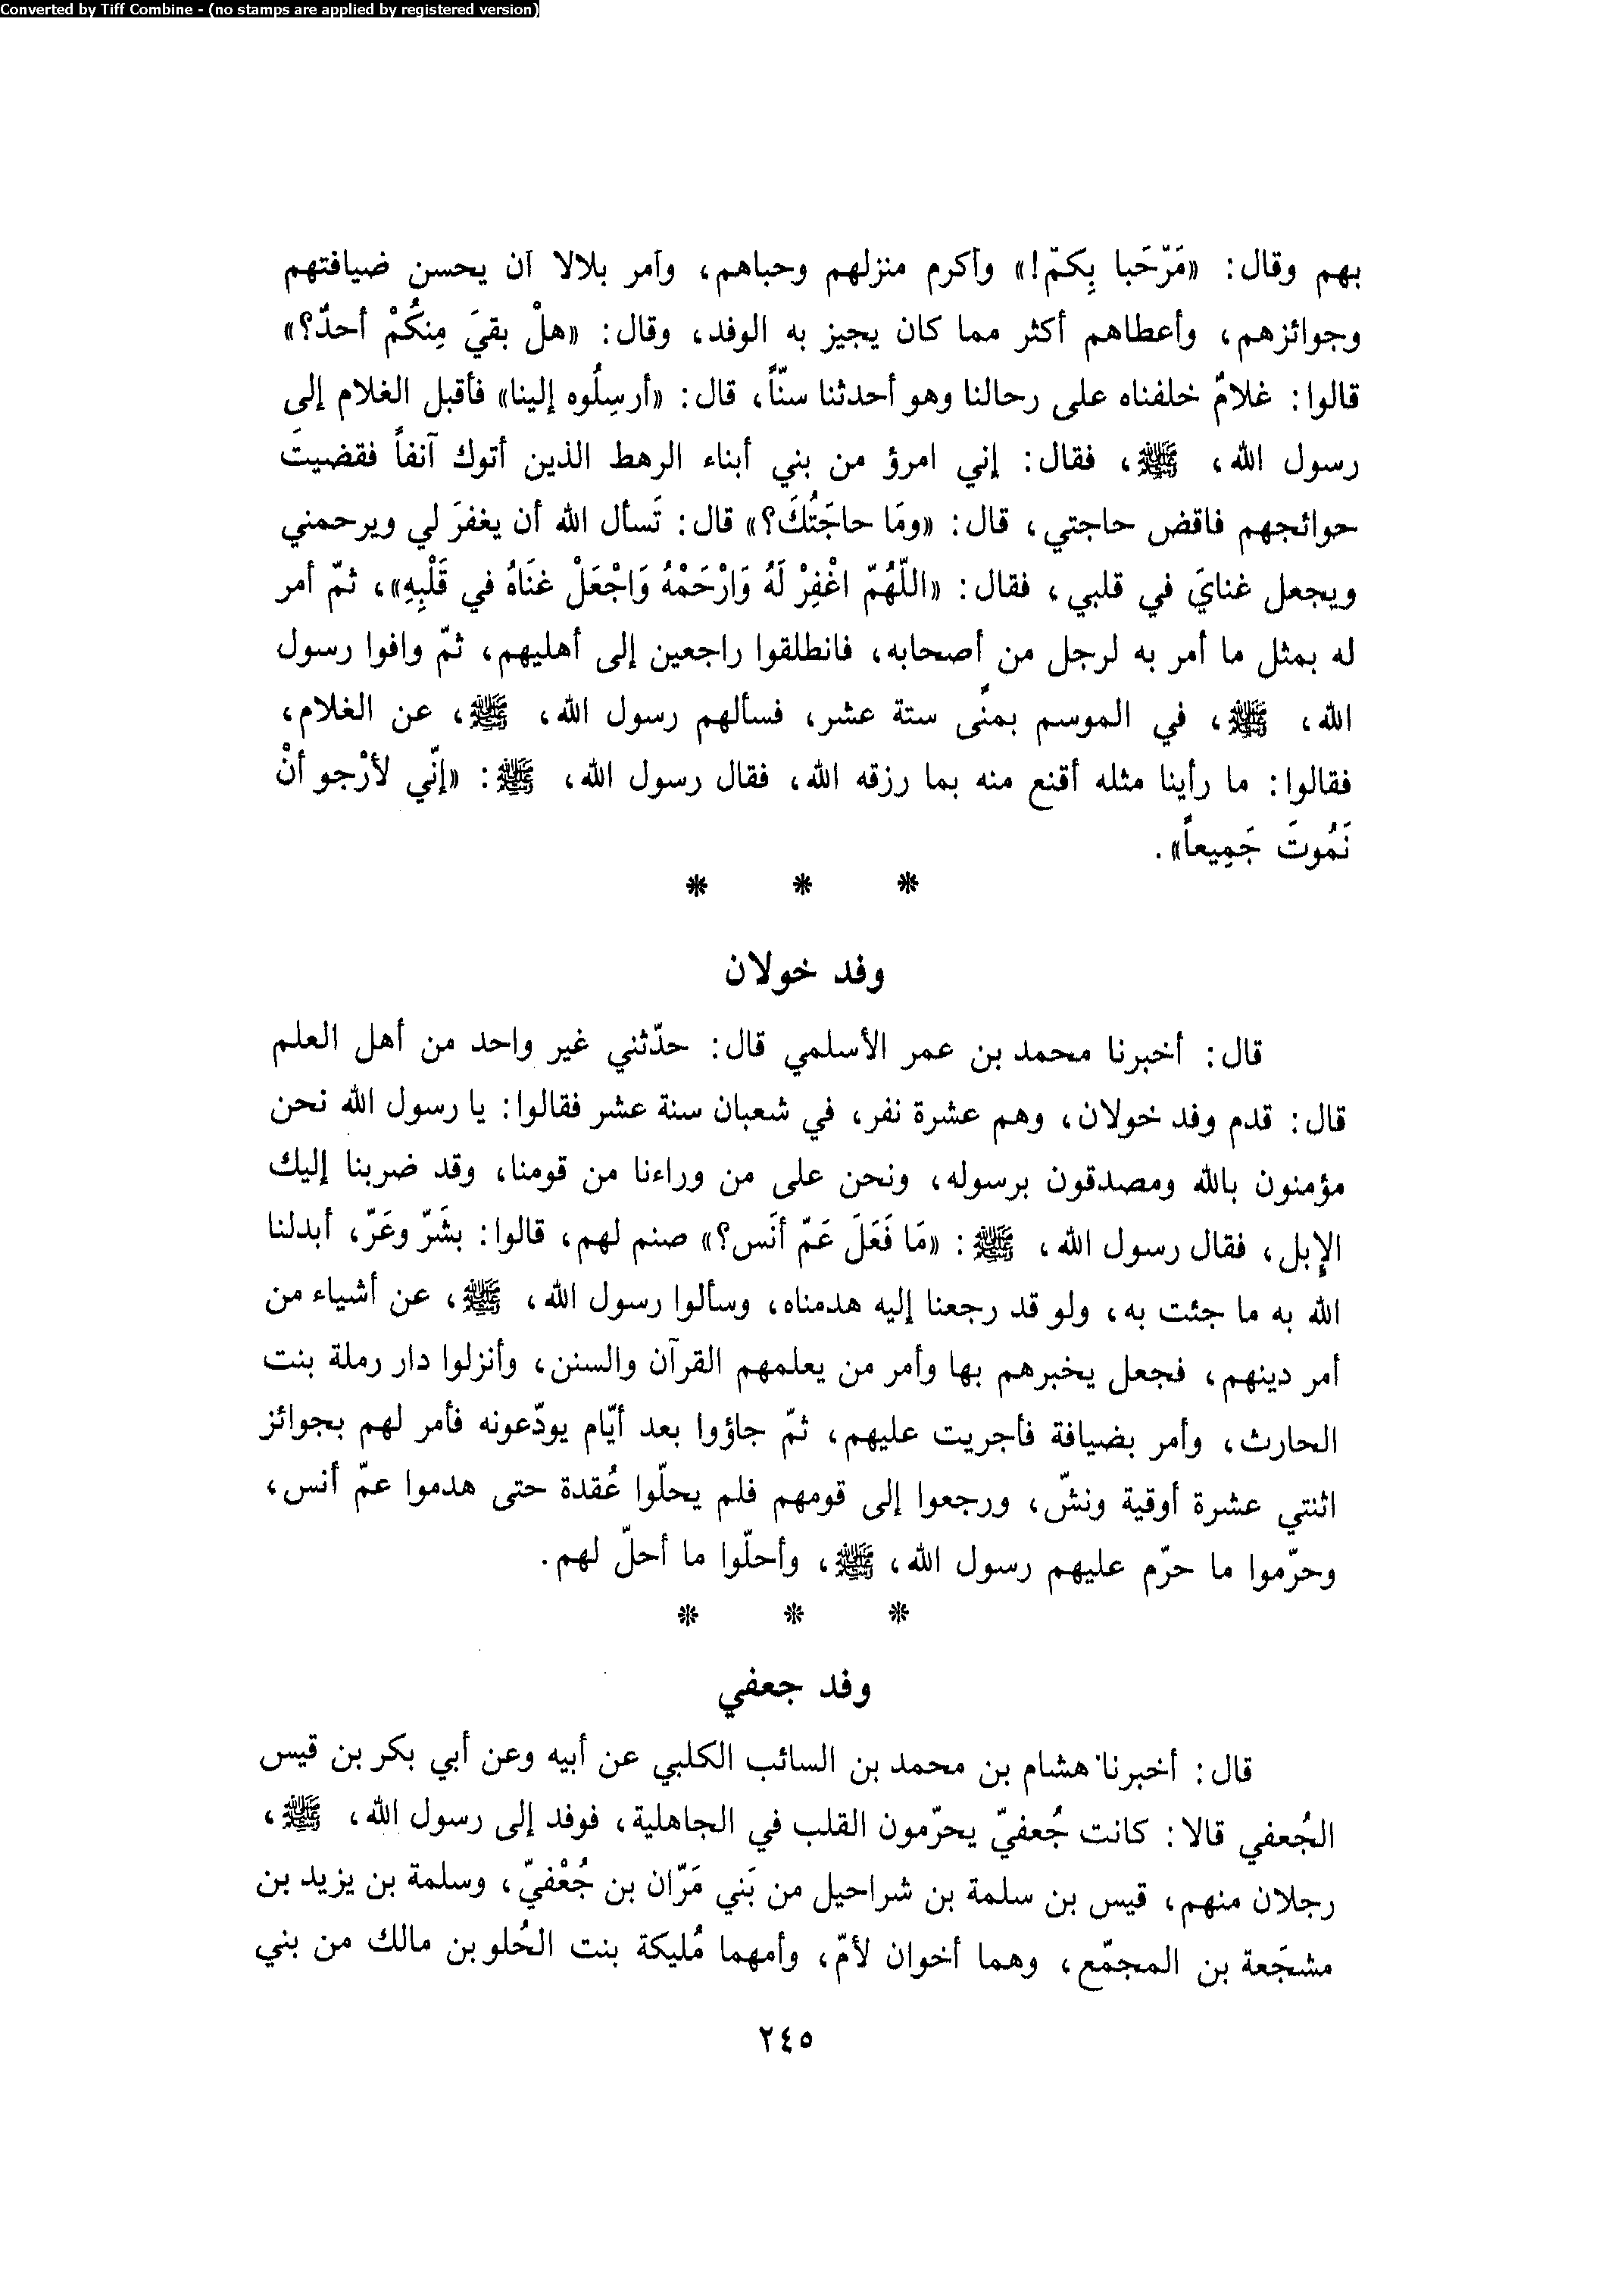 Converted by Tiff Combine - (no stamps are applied by registered version)
بهم وقال: «مَرّحَبا بِكمّ!» وأكرم منزلهم وحباهم، وأمر بلالا أن يحسن ضيافتهم
وجوائزهم، وأعطاهم أكثر مما كان يجيز به الوفد، وقال: «هلْ بقيَ مِنكُمْ أحدٌ؟»
قالوا: غلامٌ خلفناه على رحالنا وهو أحدثنا سنّاً، قال: «أرسِلُوه إلينا» فأقبل الغلام إلى
رسول الله، ﷺ، فقال: إني امرؤ من بني أبناء الرهط الذين أتوك آنفاً فقضيتَ
حوائجهم فاقض حاجتي، قال: «ومَا حاجَتُكَ؟» قال: تَسأل الله أن يغفرَ لي ويرحمني
ويجعل غنايَ في قلبي، فقال: «اللّهُمّ اغْفِرْ لَهُ وَارْحَمْهُ وَاجْعَلْ غنَاهُ في قَلْبِهِ»، ثمّ أمر
له بمثل ما أمر به لرجل من أصحابه، فانطلقوا راجعين إلى أهليهم، ثمّ وافوا رسول
الله، ﷺ، في الموسم بمنًى ستة عشر، فسألهم رسول الله، ﷺ، عن الغلام،
فقالوا: ما رأينا مثله أقنع منه بما رزقه الله، فقال رسول الله، ﷺ: «إنّي لأرْجو أنْ
نَمُوتَ جَمِيعاً».
* * *
وفد خولان
قال: أخبرنا محمد بن عمر الأسلمي قال: حدّثني غير واحد من أهل العلم
قال: قدم وفد خولان، وهم عشرة نفر، في شعبان سنة عشر فقالوا: يا رسول الله نحن
مؤمنون بالله ومصدقون برسوله، ونحن على من وراءنا من قومنا، وقد ضربنا إليك
الإبل، فقال رسول الله، ﷺ: «مَا فَعَلَ عَمّ أنَس؟» صنم لهم، قالوا: بشَرّ وعَرّ، أبدلنا
الله به ما جئت به، ولو قد رجعنا إليه هدمناه، وسألوا رسول الله، ﷺ، عن أشياء من
أمر دينهم، فجعل يخبرهم بها وأمر من يعلمهم القرآن والسنن، وأنزلوا دار رملة بنت
الحارث، وأمر بضيافة فأجريت عليهم، ثمّ جاؤوا بعد أيّام يودّعونه فأمر لهم بجوائز
اثنتي عشرة أوقية ونشّ، ورجعوا إلى قومهم فلم يحلّوا عُقدة حتى هدموا عمّ أنس،
وحرّموا ما حرّم عليهم رسول الله، ﷺ، وأحلّوا ما أحلّ لهم.
* * *
وفد جعفي
قال: أخبرنا هشام بن محمد بن السائب الكلبي عن أبيه وعن أبي بكر بن قيس
الجُعفي قالا: كانت جُعفيّ يحرّمون القلب في الجاهلية، فوفد إلى رسول الله، ﷺ،
رجلان منهم، قيس بن سلمة بن شراحيل من بَني مَرّان بن جُعْفيّ، وسلمة بن يزيد بن
مشجَعة بن المجمّع، وهما أخوان لأمّ، وأمهما مُليكة بنت الحُلو بن مالك من بني
٢٤٥